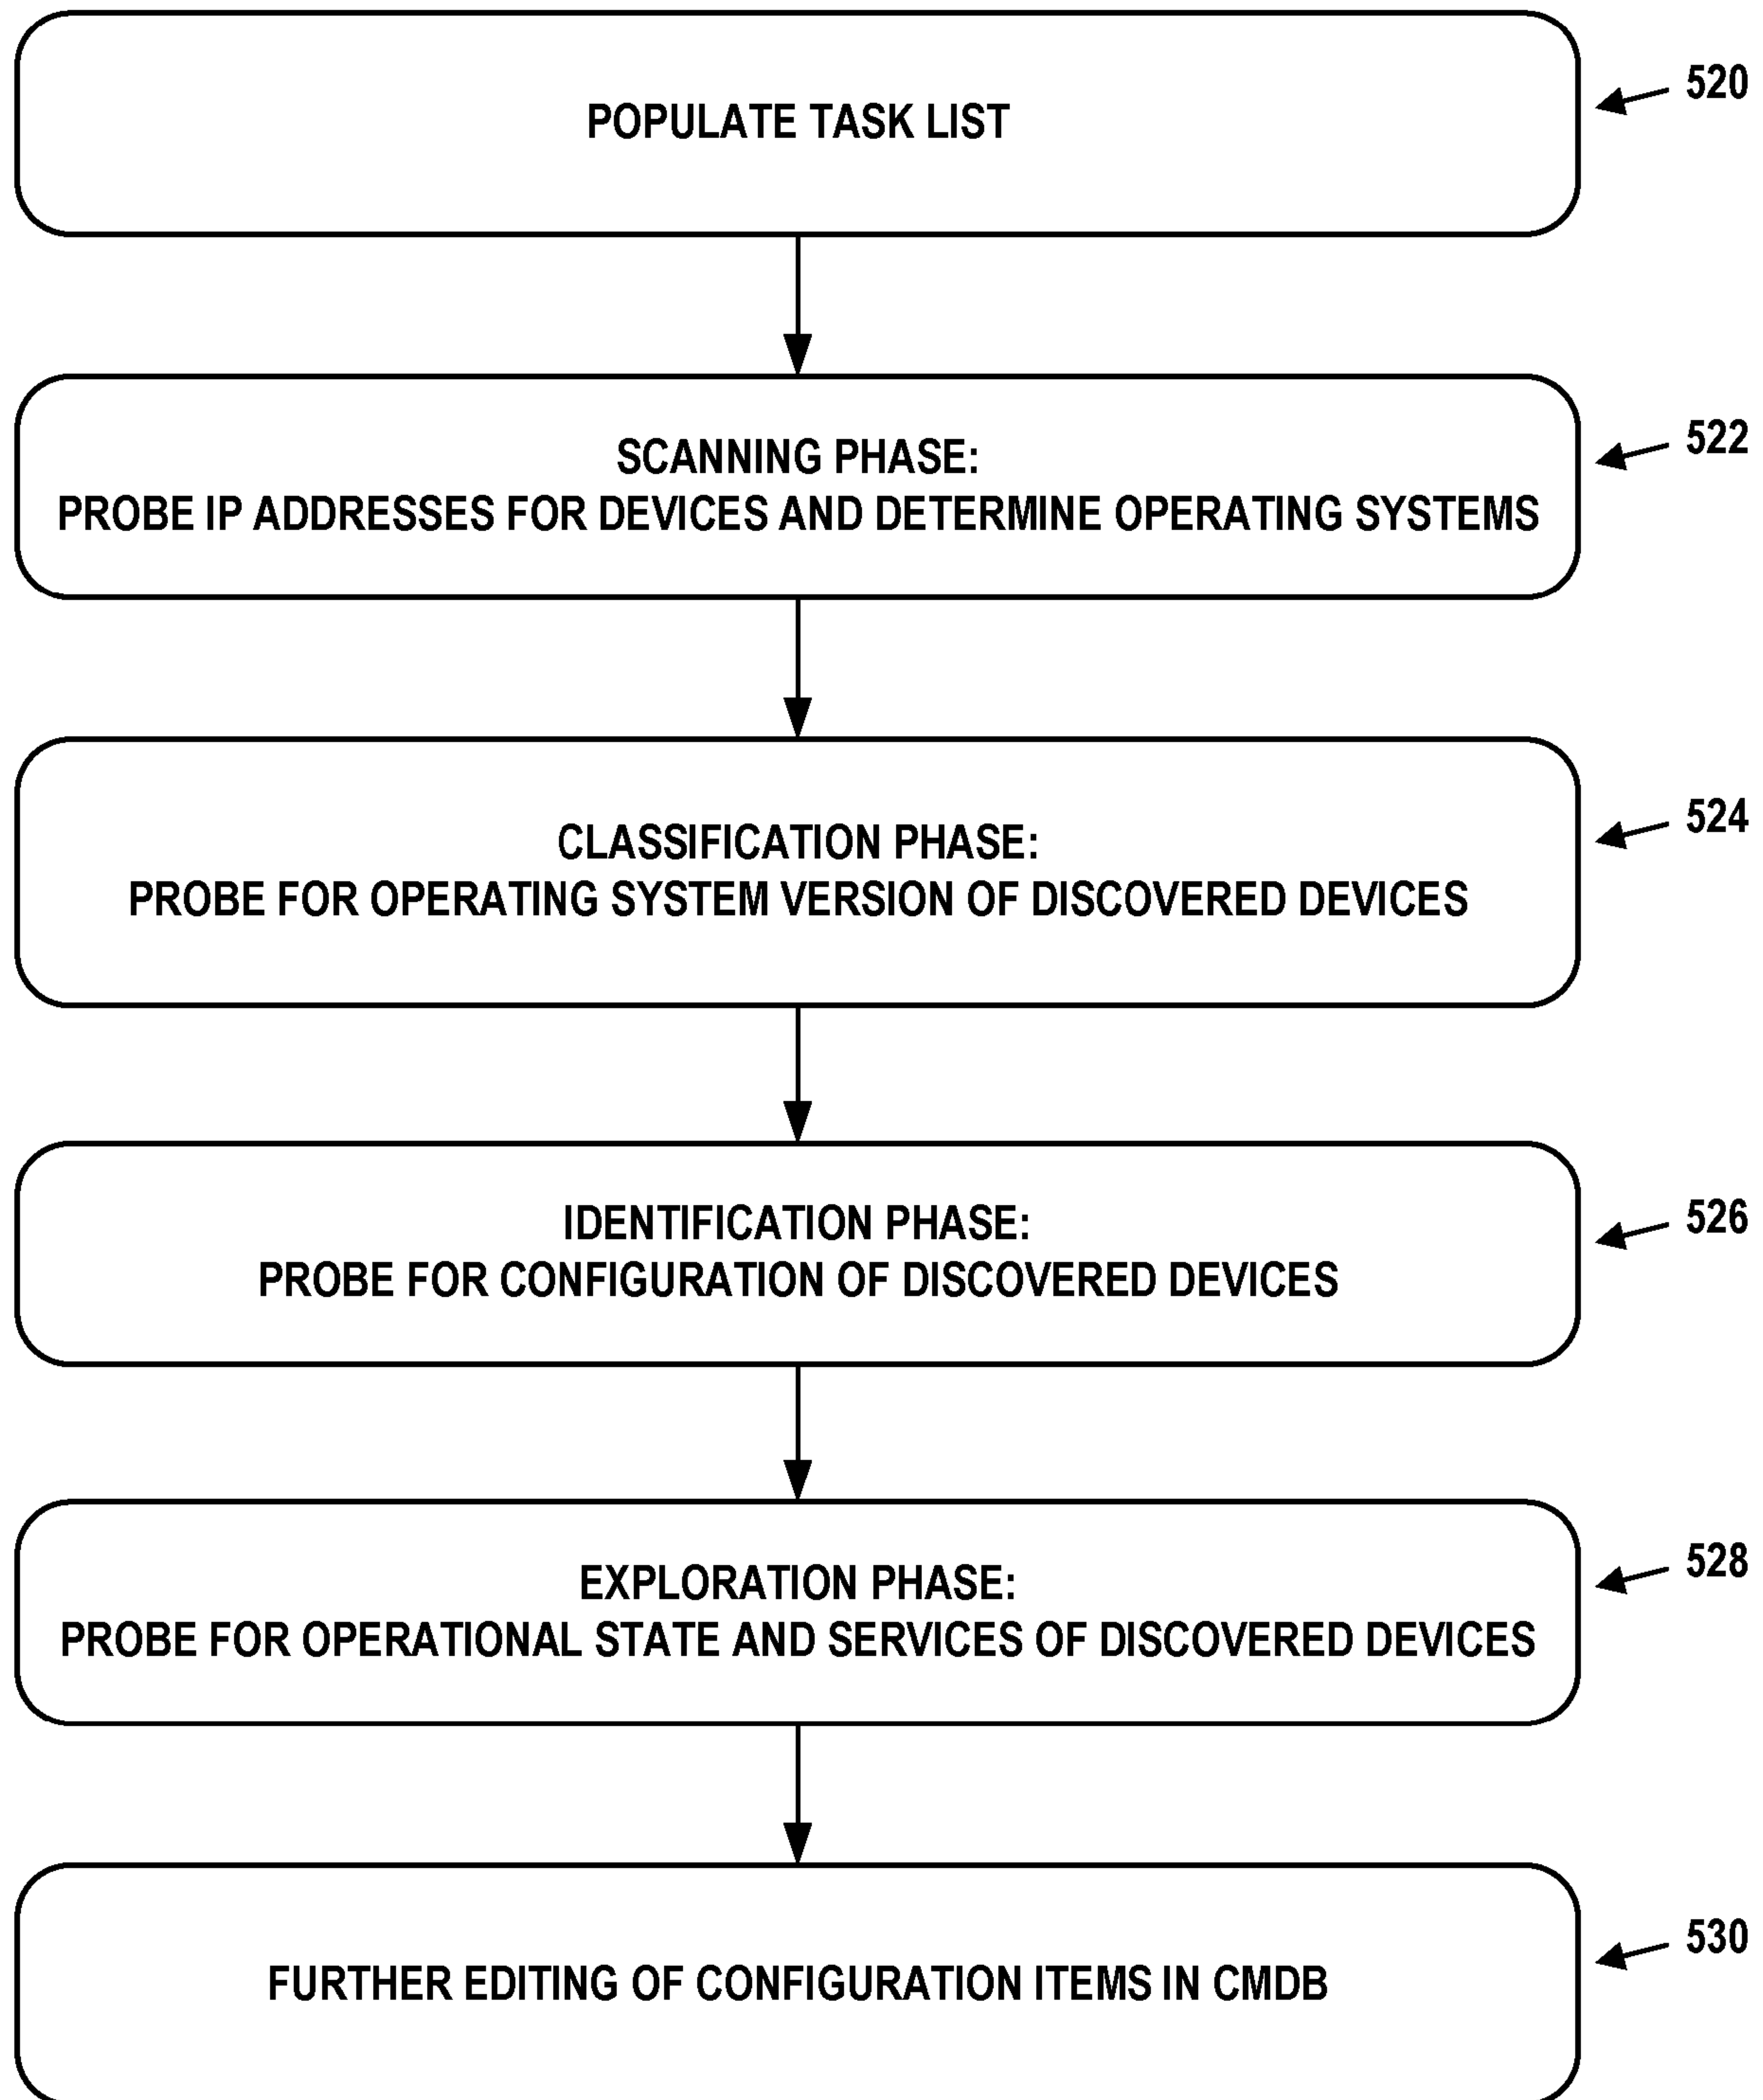 POPULATE TASK LIST
520
SCANNING PHASE:
PROBE IP ADDRESSES FOR DEVICES AND DETERMINE OPERATING SYSTEMS
522
CLASSIFICATION PHASE:
PROBE FOR OPERATING SYSTEM VERSION OF DISCOVERED DEVICES
524
IDENTIFICATION PHASE:
PROBE FOR CONFIGURATION OF DISCOVERED DEVICES
526
EXPLORATION PHASE:
PROBE FOR OPERATIONAL STATE AND SERVICES OF DISCOVERED DEVICES
528
FURTHER EDITING OF CONFIGURATION ITEMS IN CMDB
530